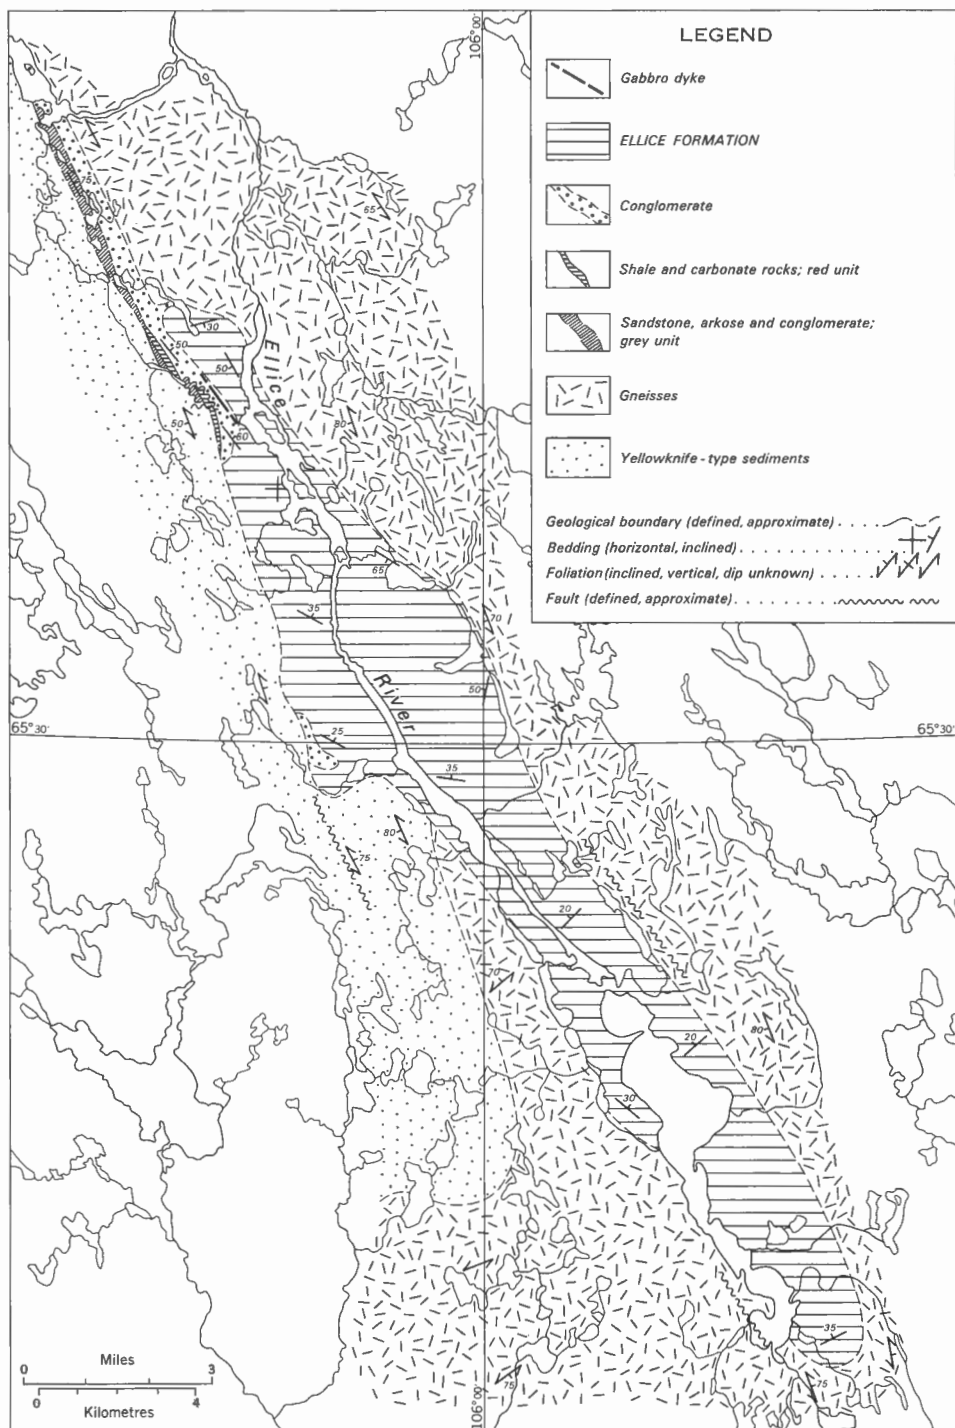 106°00'
LEGEND
Gabbro dyke
ELLICE FORMATION
Conglomerate
Shale and carbonate rocks; red unit
Sandstone, arkose and conglomerate;
grey unit
Gneisses
Yellowknife - type sediments
Geological boundary (defined, approximate) . . . .
Bedding (horizontal, inclined) . . . . . . . . . . . . . .
Foliation (inclined, vertical, dip unknown) . . . . . .
Fault (defined, approximate) . . . . . . . . . . .
75
65
30
50
50
Ellice
80
50
60
65
35
70
River
50
65°30'
65°30'
25
35
80
75
20
70
80
20
30
35
75
75
Miles
0 3
0 4
Kilometres
106°00'